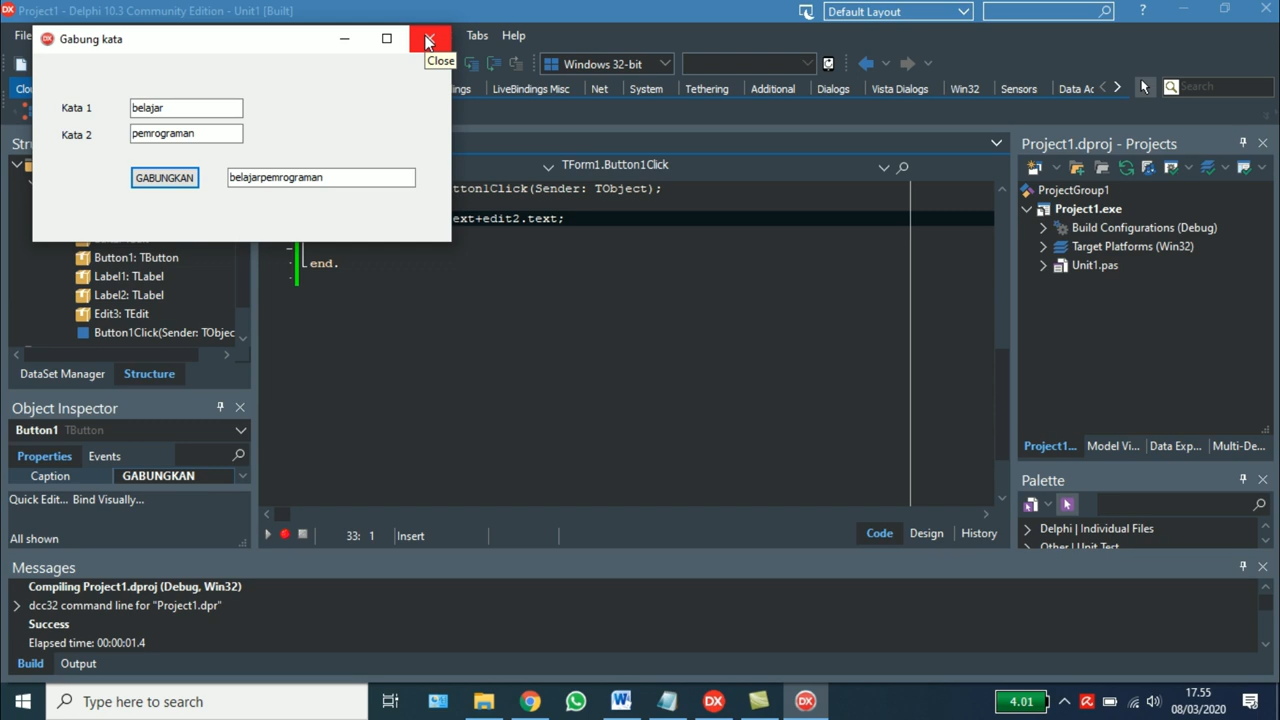 Project1 - Delphi 10.3 Community Edition - Unit1 [Built]
Default Layout
?
Gabung kata
Tabs
Help
Close
Kata 1
belajar
Kata 2
pemrograman
GABUNGKAN
belajarpemrograman
Windows 32-bit
LiveBindings Misc
Net
System
Tethering
Additional
Dialogs
Vista Dialogs
Win32
Sensors
Search
TForm1.Button1Click
utton1Click(Sender: TObject);
ext+edit2.text;
end.
Button1: TButton
Label1: TLabel
Label2: TLabel
Edit3: TEdit
Button1Click(Sender: TObjec
DataSet Manager
Structure
Object Inspector
Button1 TButton
Properties
Events
Caption
GABUNGKAN
Quick Edit... Bind Visually...
All shown
33: 1
Insert
Code
Design
History
Project1.dproj - Projects
ProjectGroup1
Project1.exe
Build Configurations (Debug)
Target Platforms (Win32)
Unit1.pas
Project1...
Model Vi...
Data Exp...
Multi-De...
Palette
Delphi | Individual Files
Other | Unit Test
Messages
Compiling Project1.dproj (Debug, Win32)
dcc32 command line for "Project1.dpr"
Success
Elapsed time: 00:00:01.4
Build
Output
Type here to search
4.01
17.55
08/03/2020